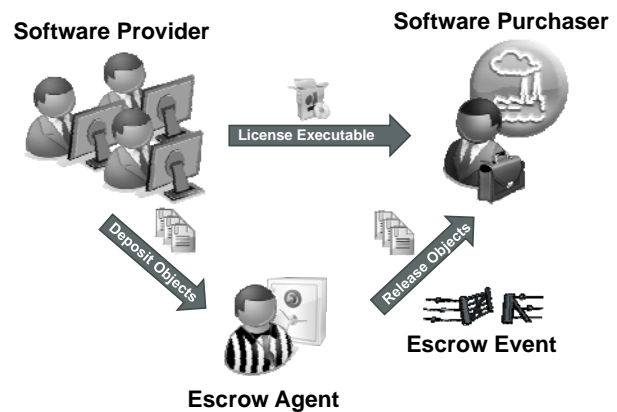 Software Provider
Software Purchaser
License Executable
Deposit Objects
Release Objects
Escrow Event
Escrow Agent